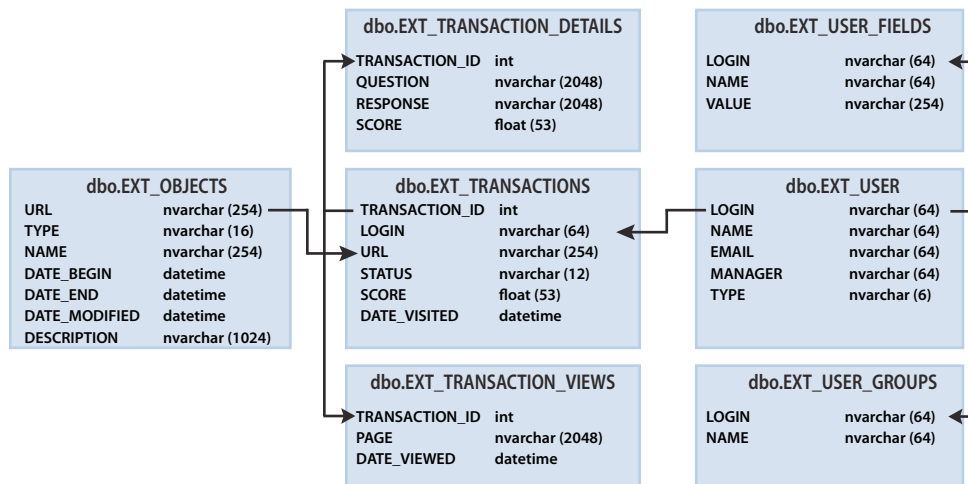 dbo.EXT_TRANSACTION_DETAILS
TRANSACTION_ID int
QUESTION nvarchar (2048)
RESPONSE nvarchar (2048)
SCORE float (53)
dbo.EXT_USER_FIELDS
LOGIN nvarchar (64)
NAME nvarchar (64)
VALUE nvarchar (254)
dbo.EXT_OBJECTS
URL nvarchar (254)
TYPE nvarchar (16)
NAME nvarchar (254)
DATE_BEGIN datetime
DATE_END datetime
DATE_MODIFIED datetime
DESCRIPTION nvarchar (1024)
dbo.EXT_TRANSACTIONS
TRANSACTION_ID int
LOGIN nvarchar (64)
URL nvarchar (254)
STATUS nvarchar (12)
SCORE float (53)
DATE_VISITED datetime
dbo.EXT_USER
LOGIN nvarchar (64)
NAME nvarchar (64)
EMAIL nvarchar (64)
MANAGER nvarchar (64)
TYPE nvarchar (6)
dbo.EXT_TRANSACTION_VIEWS
TRANSACTION_ID int
PAGE nvarchar (2048)
DATE_VIEWED datetime
dbo.EXT_USER_GROUPS
LOGIN nvarchar (64)
NAME nvarchar (64)